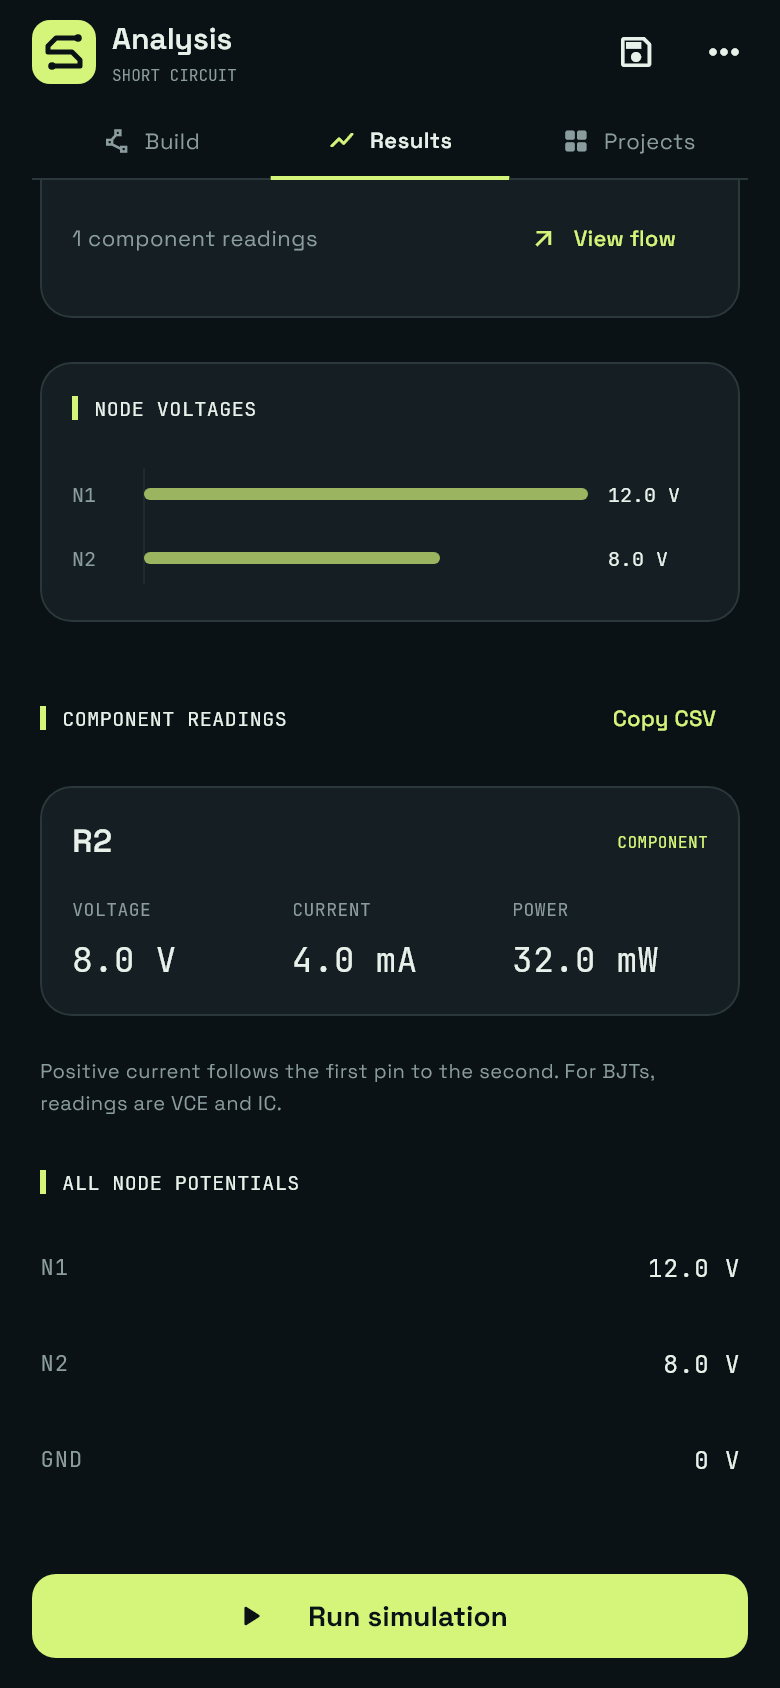 Analysis
SHORT CIRCUIT
Build
Results
Projects
1 component readings
View flow
NODE VOLTAGES
N1 12.0 V
N2 8.0 V
COMPONENT READINGS
Copy CSV
R2
COMPONENT
VOLTAGE CURRENT POWER
8.0 V 4.0 mA 32.0 mW
Positive current follows the first pin to the second. For BJTs,
readings are VCE and IC.
ALL NODE POTENTIALS
N1 12.0 V
N2 8.0 V
GND 0 V
Run simulation